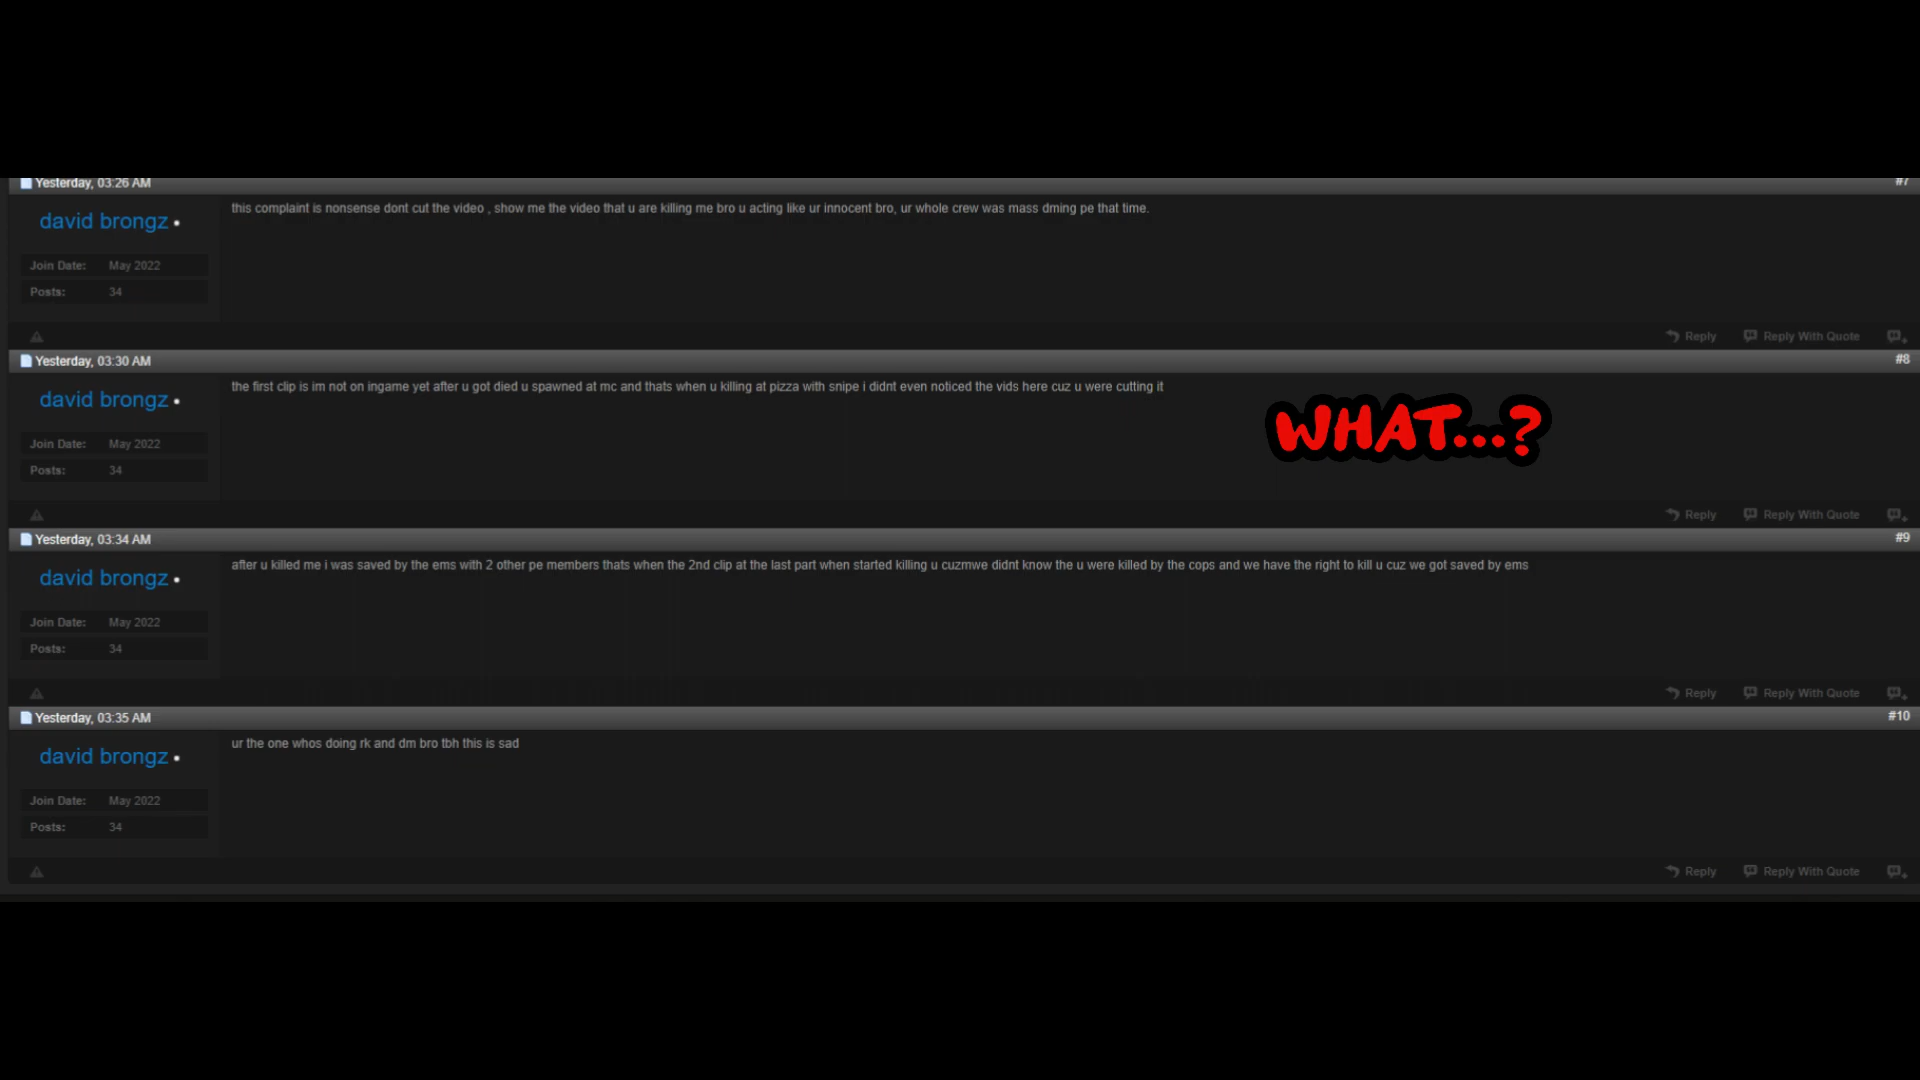 Yesterday, 03:26 AM #7
david brongz
this complaint is nonsense dont cut the video , show me the video that u are killing me bro u acting like ur innocent bro, ur whole crew was mass dming pe that time.
Join Date: May 2022
Posts: 34
Reply Reply With Quote
Yesterday, 03:30 AM #8
david brongz
the first clip is im not on ingame yet after u got died u spawned at mc and thats when u killing at pizza with snipe i didnt even noticed the vids here cuz u were cutting it
WHAT...?
Join Date: May 2022
Posts: 34
Reply Reply With Quote
Yesterday, 03:34 AM #9
david brongz
after u killed me i was saved by the ems with 2 other pe members thats when the 2nd clip at the last part when started killing u cuzmwe didnt know the u were killed by the cops and we have the right to kill u cuz we got saved by ems
Join Date: May 2022
Posts: 34
Reply Reply With Quote
Yesterday, 03:35 AM #10
david brongz
ur the one whos doing rk and dm bro tbh this is sad
Join Date: May 2022
Posts: 34
Reply Reply With Quote